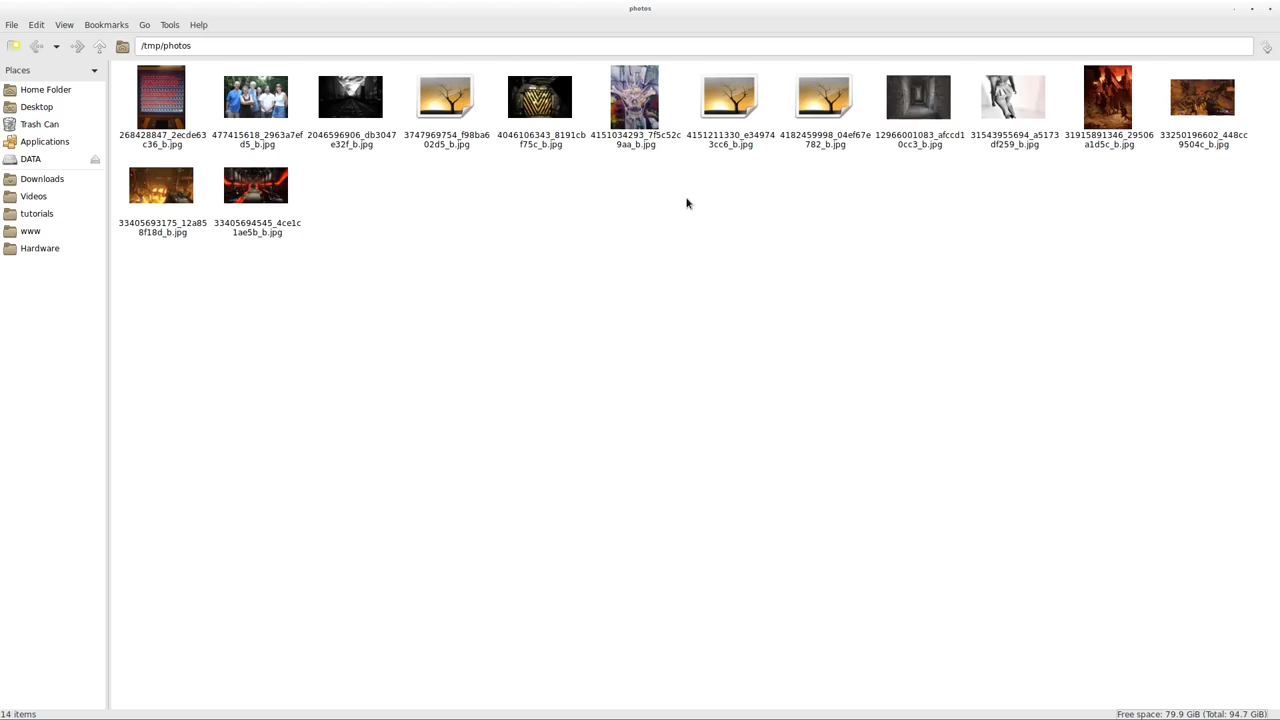 photos
File Edit View Bookmarks Go Tools Help
/tmp/photos
Places
Home Folder
Desktop
Trash Can
Applications
DATA
Downloads
Videos
tutorials
www
Hardware
268428847_2ecde63
c36_b.jpg
477415618_2963a7ef
d5_b.jpg
2046596906_db3047
e32f_b.jpg
3747969754_f98ba6
02d5_b.jpg
4046106343_8191cb
f75c_b.jpg
4151034293_7f5c52c
9aa_b.jpg
4151211330_e34974
3cc6_b.jpg
4182459998_04ef67e
782_b.jpg
12966001083_afccd1
0cc3_b.jpg
31543955694_a5173
df259_b.jpg
31915891346_29506
a1d5c_b.jpg
33250196602_448cc
9504c_b.jpg
33405693175_12a85
8f18d_b.jpg
33405694545_4ce1c
1ae5b_b.jpg
14 items
Free space: 79.9 GiB (Total: 94.7 GiB)